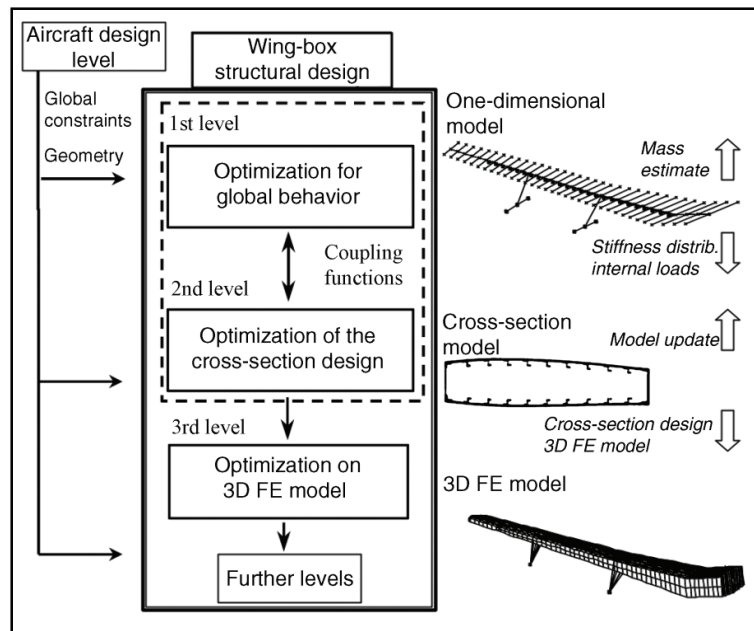 Aircraft design
level
Wing-box
structural design
Global
constraints
Geometry
1st level
Optimization for
global behavior
Coupling
functions
2nd level
Optimization of the
cross-section design
3rd level
Optimization on
3D FE model
Further levels
One-dimensional
model
Mass
estimate
Stiffness distrib.
internal loads
Cross-section
model
Model update
Cross-section design
3D FE model
3D FE model